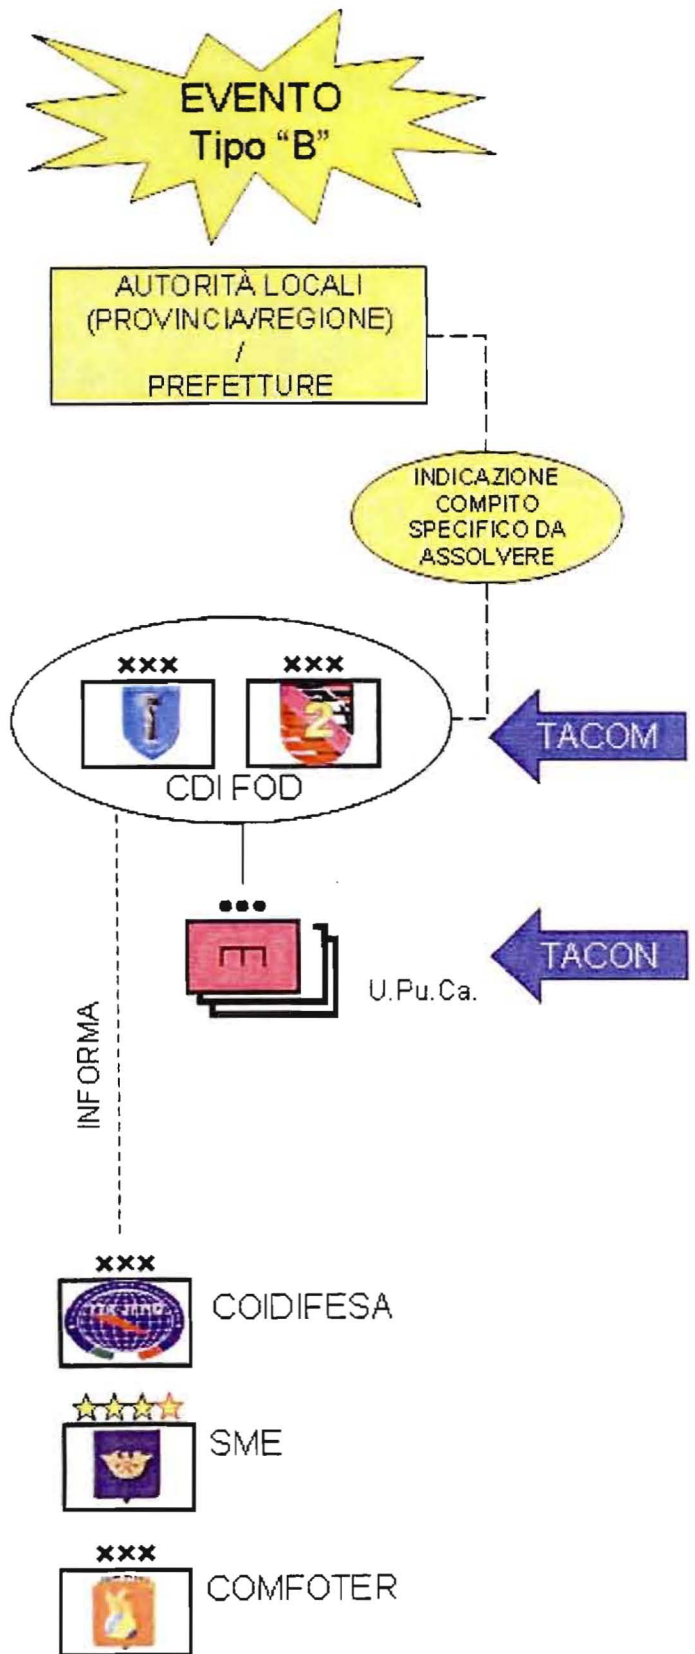 EVENTO
Tipo “B”
AUTORITÀ LOCALI
(PROVINCIA/REGIONE)
/
PREFETTURE
INDICAZIONE
COMPITO
SPECIFICO DA
ASSOLVERE
xxx xxx
2
CDI FOD
TACOM
TACON
U.Pu.Ca.
INFORMA
xxx
COIDIFESA
SME
xxx
COMFOTER